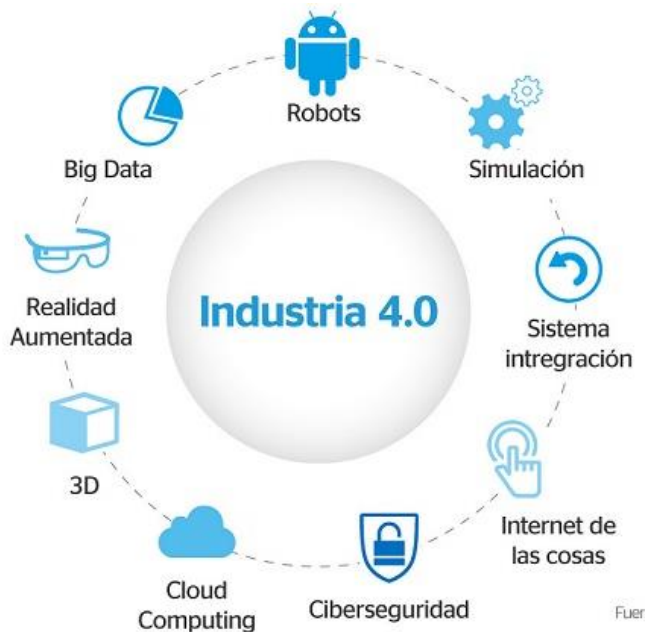 Robots
Simulación
Sistema
intregración
Internet de
las cosas
Ciberseguridad
Cloud
Computing
3D
Realidad
Aumentada
Big Data
Industria 4.0
Fuer